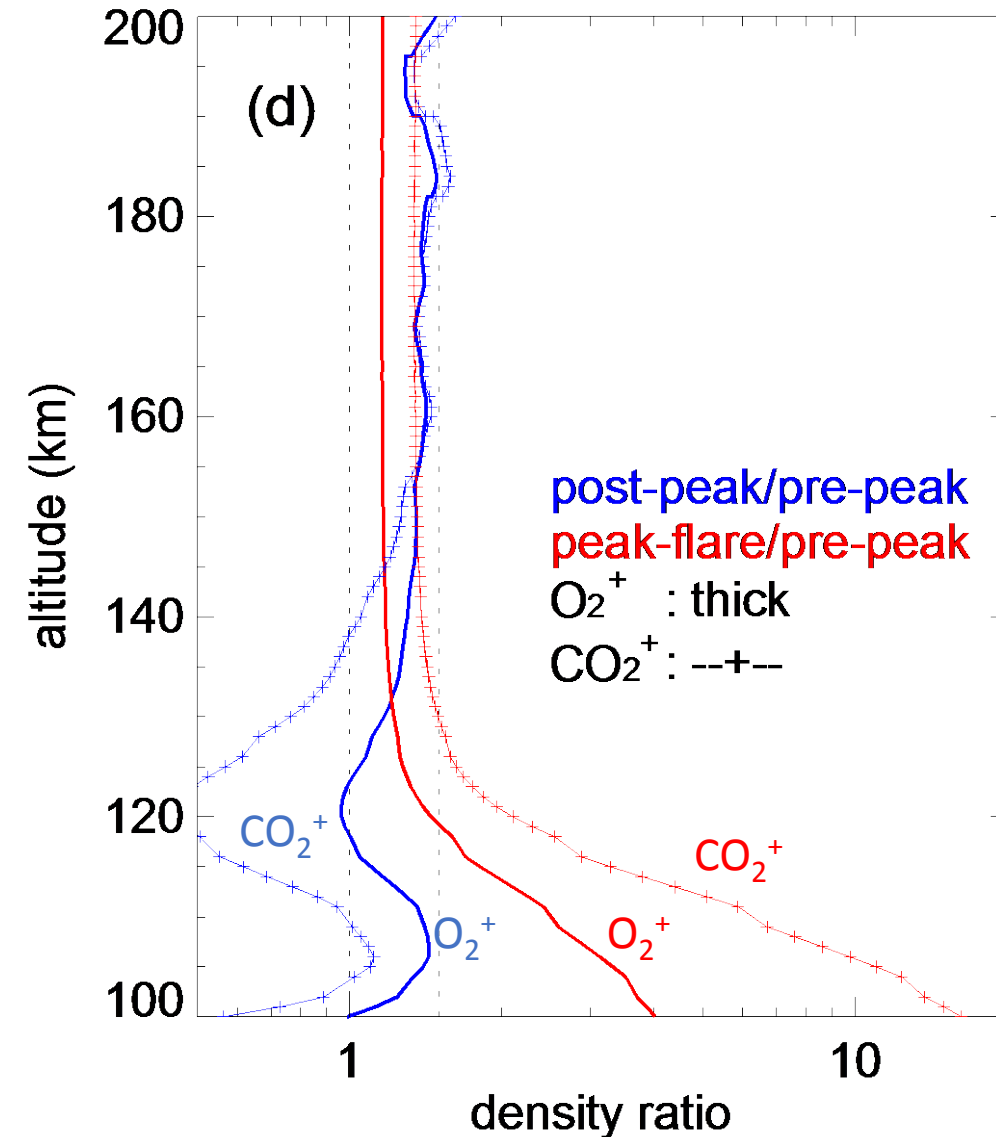 200
(d)
180
160
altitude (km)
post-peak/pre-peak
peak-flare/pre-peak
O₂⁺ : thick
CO₂⁺ : --+--
140
120
CO₂⁺
CO₂⁺
O₂⁺
O₂⁺
100
1
10
density ratio